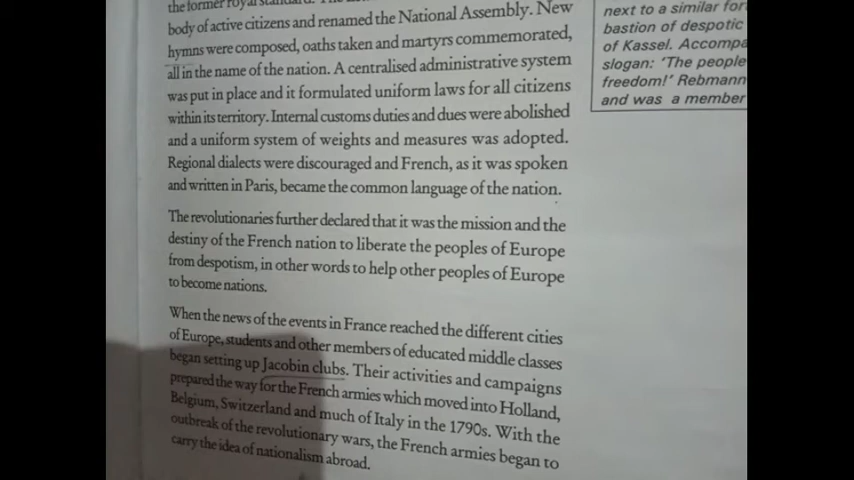 the former royal standard. The
body of active citizens and renamed the National Assembly. New
hymns were composed, oaths taken and martyrs commemorated,
all in the name of the nation. A centralised administrative system
was put in place and it formulated uniform laws for all citizens
within its territory. Internal customs duties and dues were abolished
and a uniform system of weights and measures was adopted.
Regional dialects were discouraged and French, as it was spoken
and written in Paris, became the common language of the nation.
The revolutionaries further declared that it was the mission and the
destiny of the French nation to liberate the peoples of Europe
from despotism, in other words to help other peoples of Europe
to become nations.
When the news of the events in France reached the different cities
of Europe, students and other members of educated middle classes
began setting up Jacobin clubs. Their activities and campaigns
prepared the way for the French armies which moved into Holland,
Belgium, Switzerland and much of Italy in the 1790s. With the
outbreak of the revolutionary wars, the French armies began to
carry the idea of nationalism abroad.
next to a similar for
bastion of despotic
of Kassel. Accompa
slogan: ‘The people
freedom!’ Rebmann
and was a member